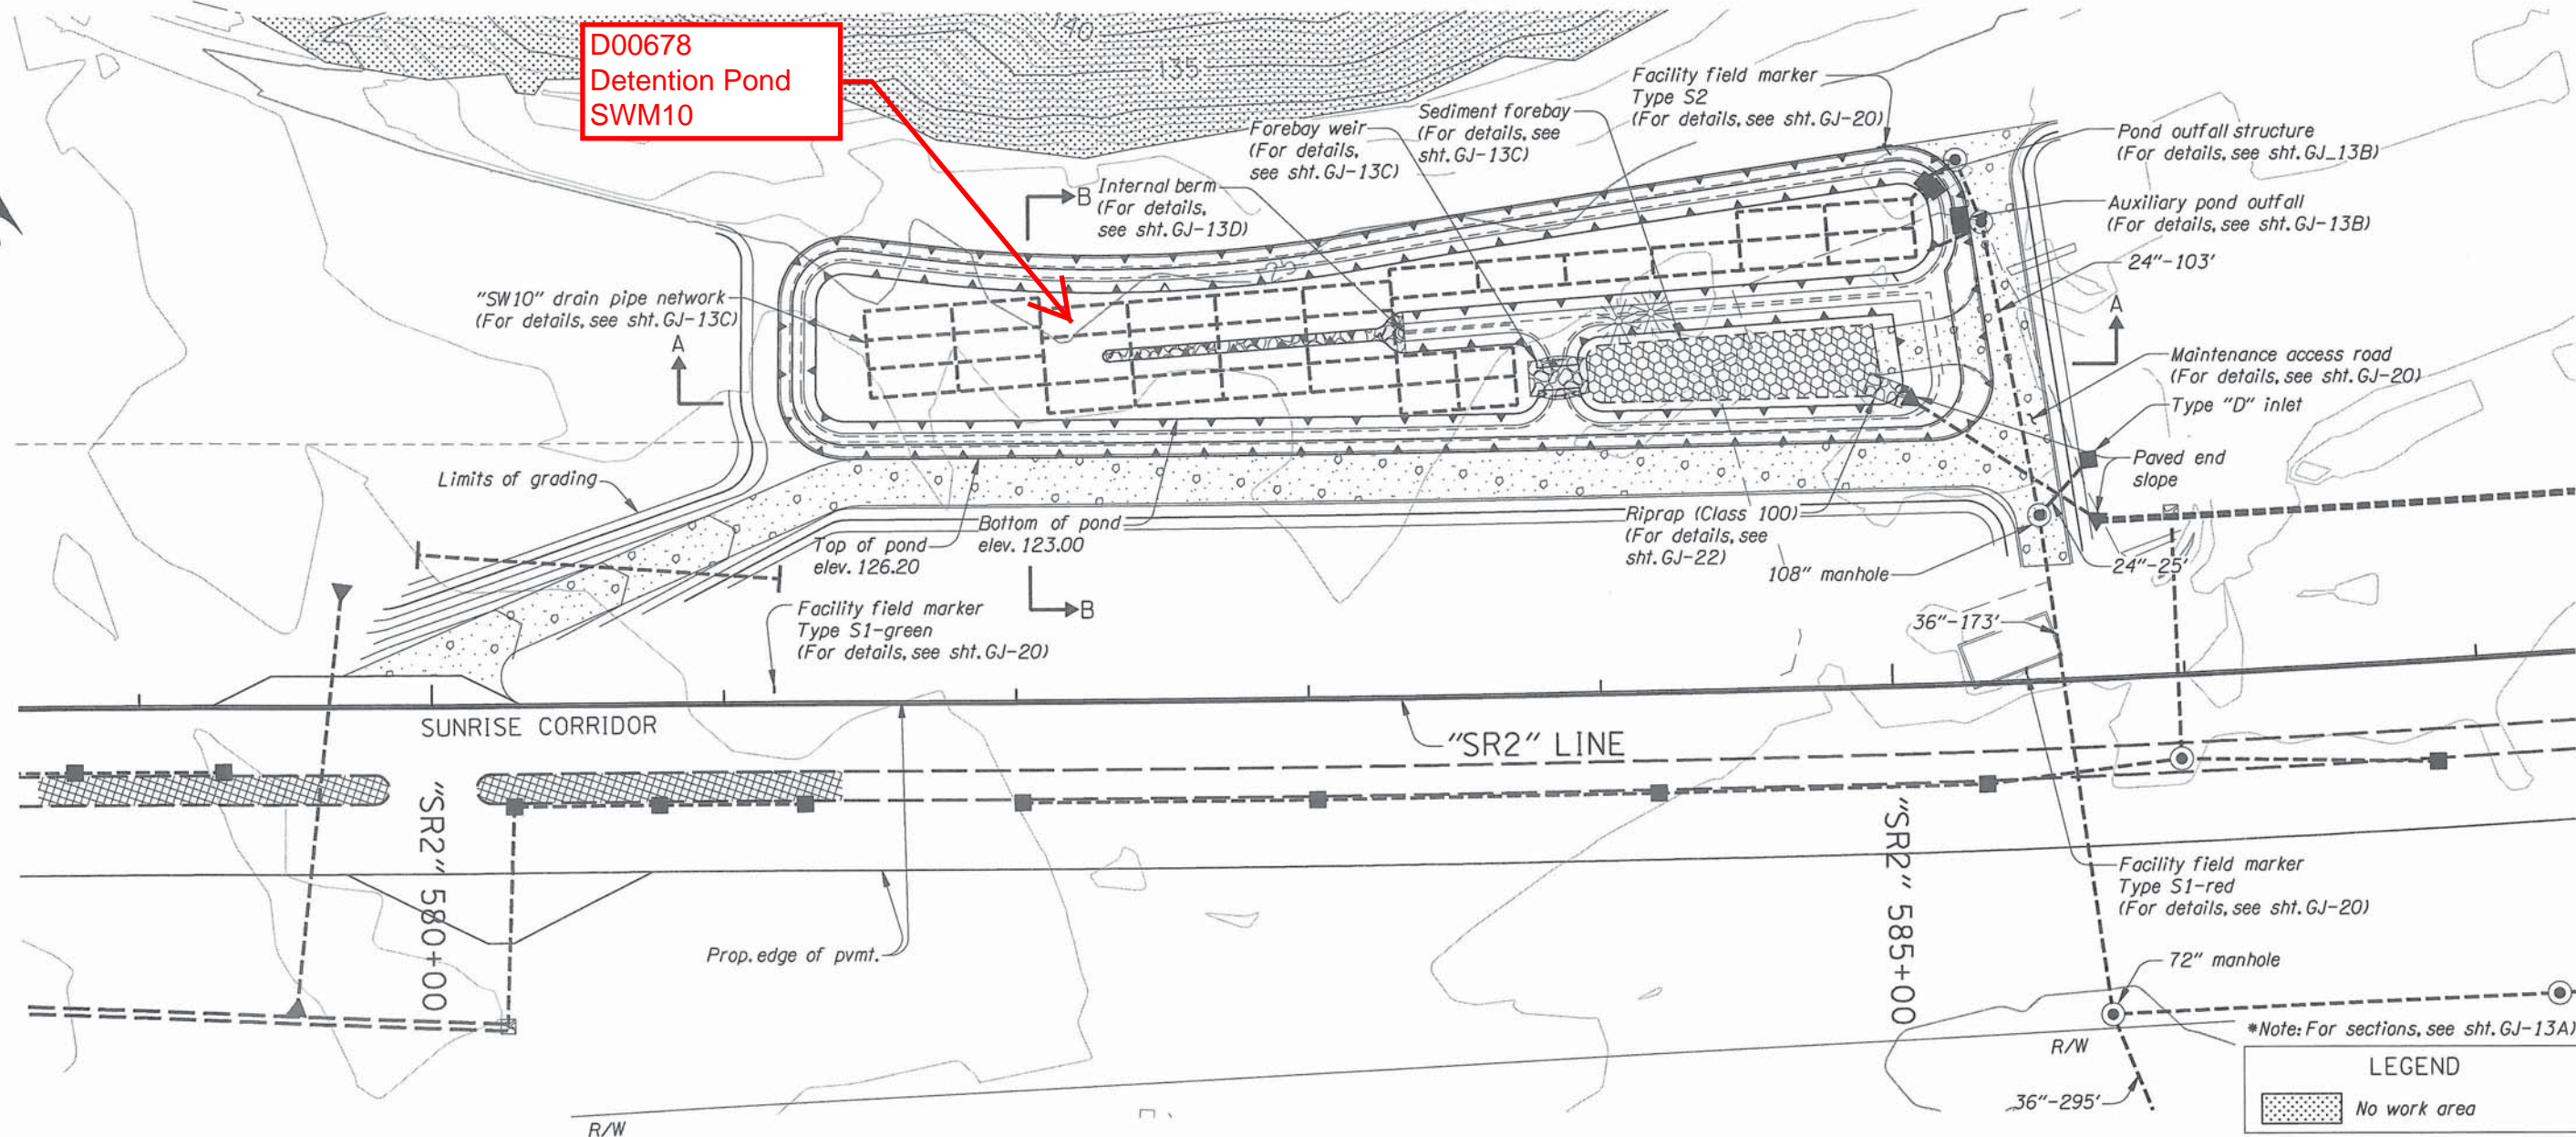 140
135
D00678
Detention Pond
SWM10
Facility field marker
Type S2
(For details, see sht. GJ-20)
Sediment forebay
(For details, see
sht. GJ-13C)
Forebay weir
(For details,
see sht. GJ-13C)
Pond outfall structure
(For details, see sht. GJ_13B)
B
Internal berm
(For details,
see sht. GJ-13D)
Auxiliary pond outfall
(For details, see sht. GJ-13B)
24"-103'
"SW10" drain pipe network
(For details, see sht. GJ-13C)
A
A
Maintenance access road
(For details, see sht. GJ-20)
Type "D" inlet
Paved end
slope
Limits of grading
Top of pond
elev. 126.20
Bottom of pond
elev. 123.00
Riprap (Class 100)
(For details, see
sht. GJ-22)
108" manhole
24"-25'
B
Facility field marker
Type S1-green
(For details, see sht. GJ-20)
36"-173'
SUNRISE CORRIDOR
"SR2" LINE
"SR2" 580+00
"SR2" 585+00
Facility field marker
Type S1-red
(For details, see sht. GJ-20)
Prop. edge of pvmt.
72" manhole
*Note: For sections, see sht. GJ-13A
R/W
LEGEND
No work area
36"-295'
R/W